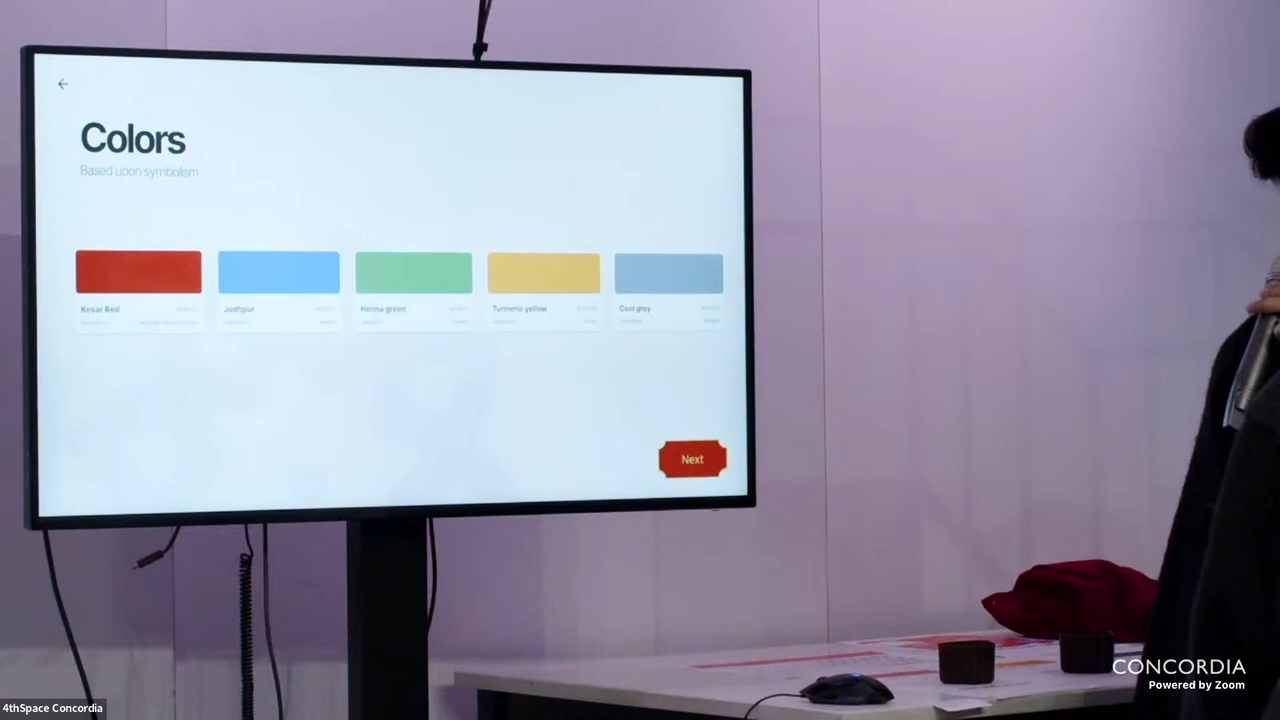 Colors
Based upon symbolism
Kesar Red
Jodhpur
Henna green
Turmeric yellow
Cool grey
Next
CONCORDIA
Powered by Zoom
4thSpace Concordia